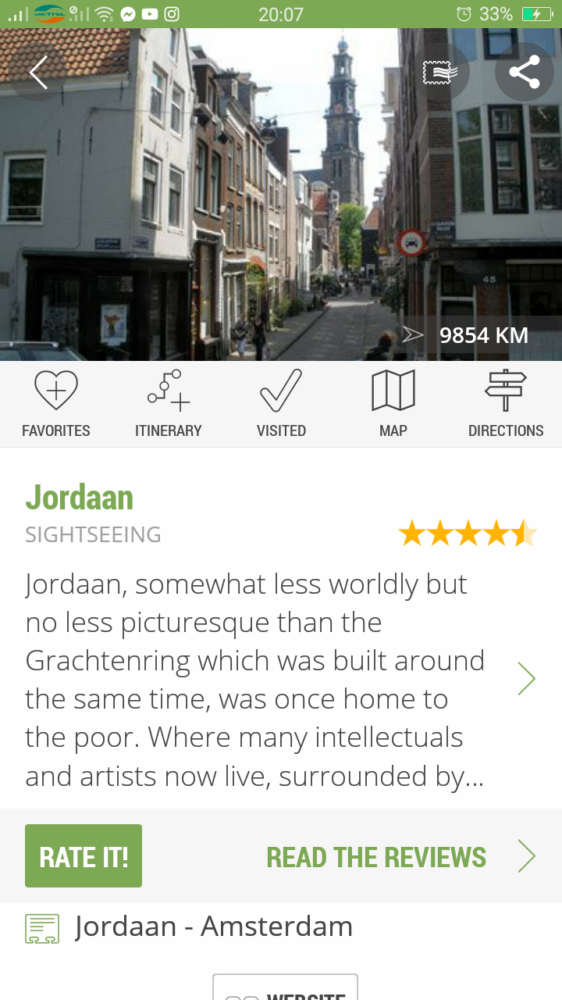 VIETTEL
20:07
33%
45
9854 KM
FAVORITES
ITINERARY
VISITED
MAP
DIRECTIONS
Jordaan
SIGHTSEEING
Jordaan, somewhat less worldly but
no less picturesque than the
Grachtenring which was built around
the same time, was once home to
the poor. Where many intellectuals
and artists now live, surrounded by...
RATE IT!
READ THE REVIEWS
Jordaan - Amsterdam
WEBSITE